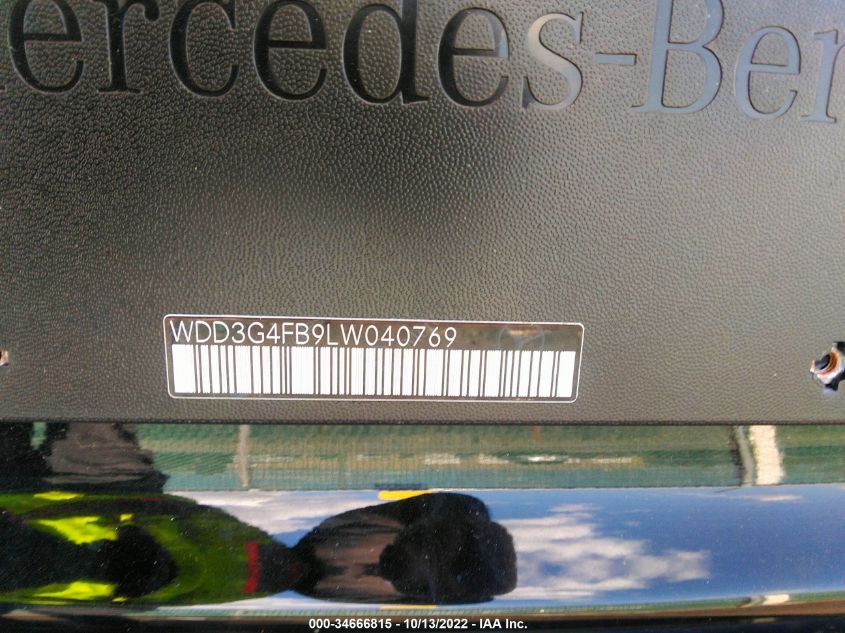 ercedes-Ben
WDD3G4FB9LW040769
000-34666815 - 10/13/2022 - IAA Inc.